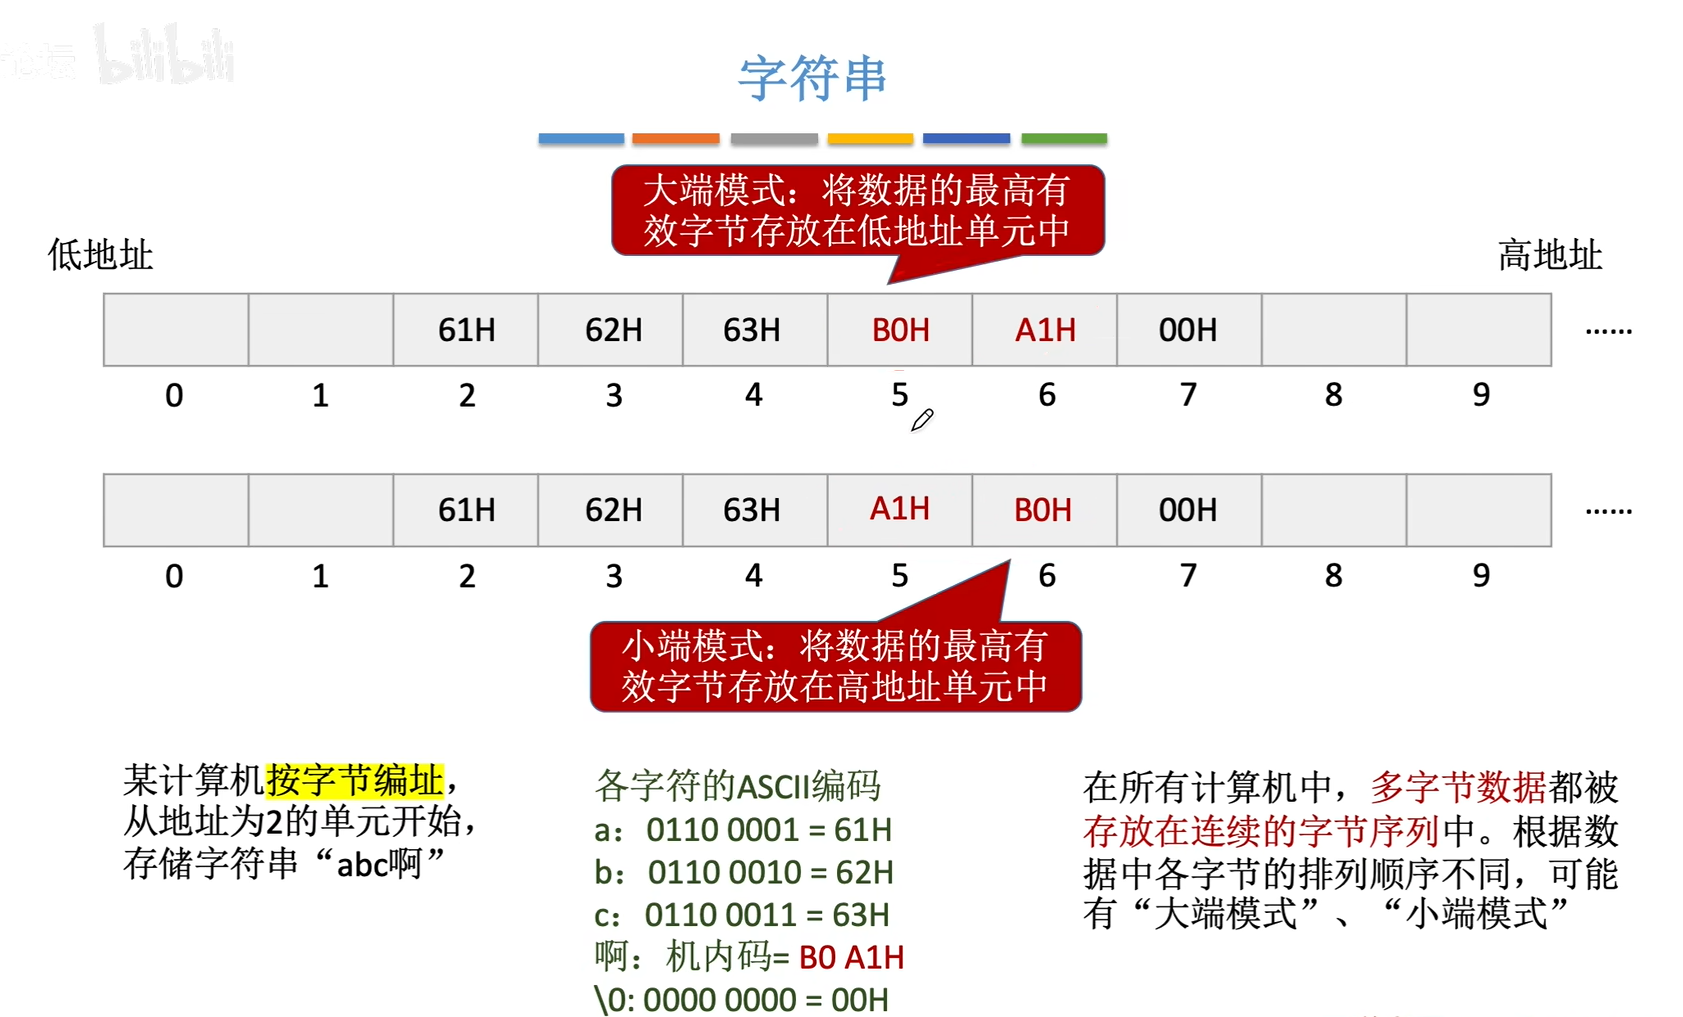 bilibili
字符串
大端模式：将数据的最高有
效字节存放在低地址单元中
低地址
高地址
61H 62H 63H B0H A1H 00H ……
0 1 2 3 4 5 6 7 8 9
61H 62H 63H A1H B0H 00H ……
0 1 2 3 4 5 6 7 8 9
小端模式：将数据的最高有
效字节存放在高地址单元中
某计算机按字节编址，
从地址为2的单元开始，
存储字符串“abc啊”
各字符的ASCII编码
a：0110 0001 = 61H
b：0110 0010 = 62H
c：0110 0011 = 63H
啊：机内码= B0 A1H
\0: 0000 0000 = 00H
在所有计算机中，多字节数据都被
存放在连续的字节序列中。根据数
据中各字节的排列顺序不同，可能
有“大端模式”、“小端模式”